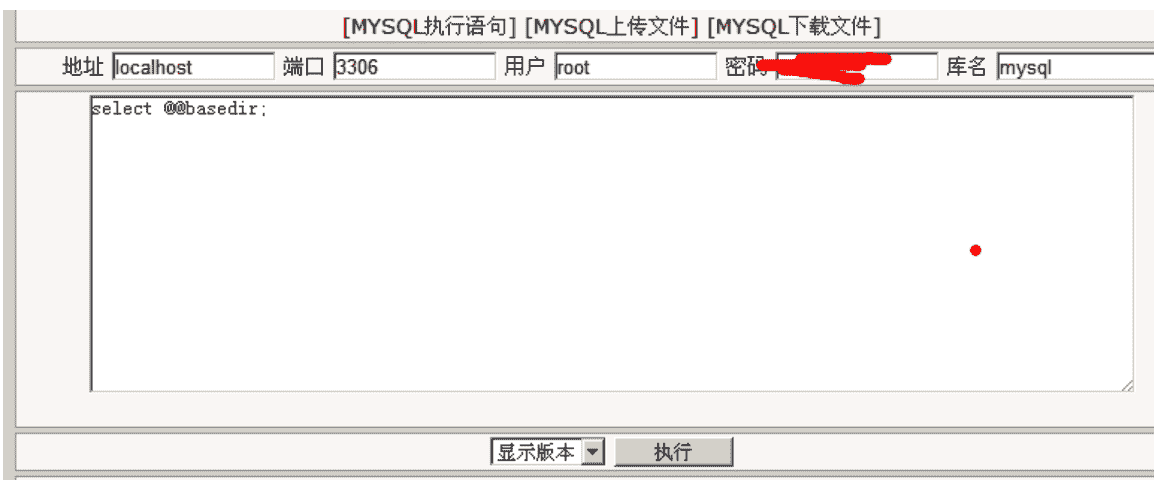 [MYSQL执行语句] [MYSQL上传文件] [MYSQL下载文件]
地址 localhost 端口 3306 用户 root 密码 库名 mysql
select @@basedir;
显示版本 执行